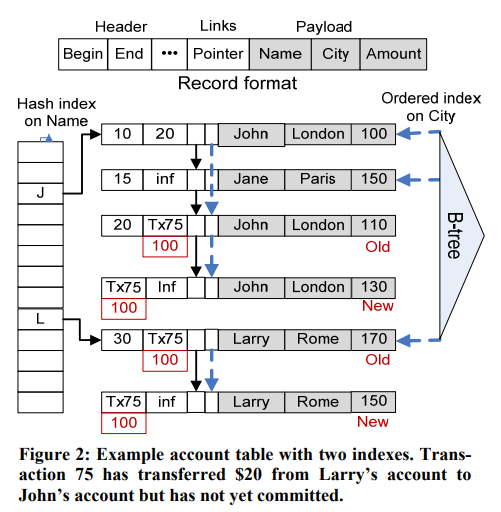 Header Links Payload
Begin End ••• Pointer Name City Amount
Record format
Hash index
on Name
Ordered index
on City
10 20 John London 100
J
15 inf Jane Paris 150
20 Tx75 John London 110
100 Old
B-tree
Tx75 Inf John London 130
100 New
L
30 Tx75 Larry Rome 170
100 Old
Tx75 inf Larry Rome 150
100 New
Figure 2: Example account table with two indexes. Trans-
action 75 has transferred $20 from Larry’s account to
John’s account but has not yet committed.